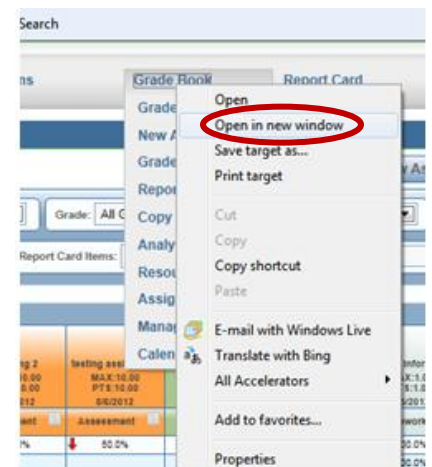 Search
Grade Book Report Card
Open
Grade
Open in new window
New A
Save target as...
Grade
Print target
Repor
Grade: All G
Copy
Cut
Report Card Items:
Analy
Copy
Resou
Copy shortcut
Assig
Paste
Manag
E-mail with Windows Live
Calen
Translate with Bing
All Accelerators
Add to favorites...
Properties
ng 2
testing ass
MAX:10.00
PTS:10.00
6/6/2012
Assessment
50.0%